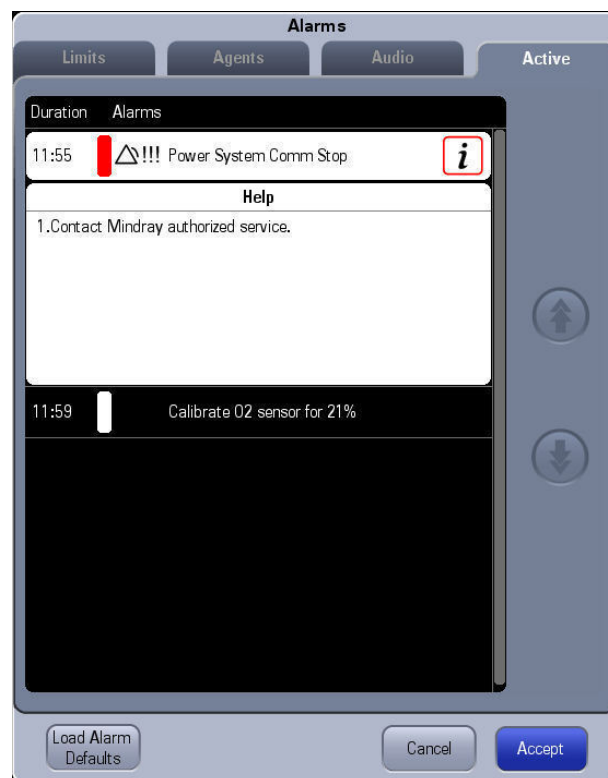 Alarms
Limits Agents Audio Active
Duration Alarms
11:55 !!! Power System Comm Stop i
Help
1.Contact Mindray authorized service.
11:59 Calibrate O2 sensor for 21%
Load Alarm
Defaults
Cancel Accept